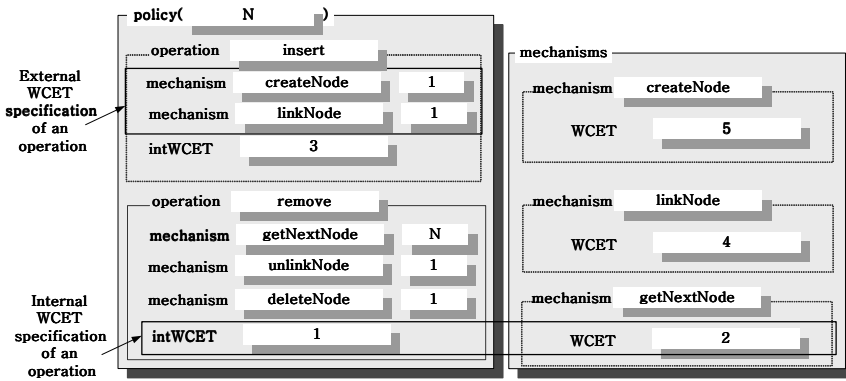 policy( N )
operation insert
mechanism createNode 1
mechanism linkNode 1
intWCET 3
operation remove
mechanism getNextNode N
mechanism unlinkNode 1
mechanism deleteNode 1
intWCET 1
External
WCET
specification
of an
operation
Internal
WCET
specification
of an
operation
mechanisms
mechanism createNode
WCET 5
mechanism linkNode
WCET 4
mechanism getNextNode
WCET 2